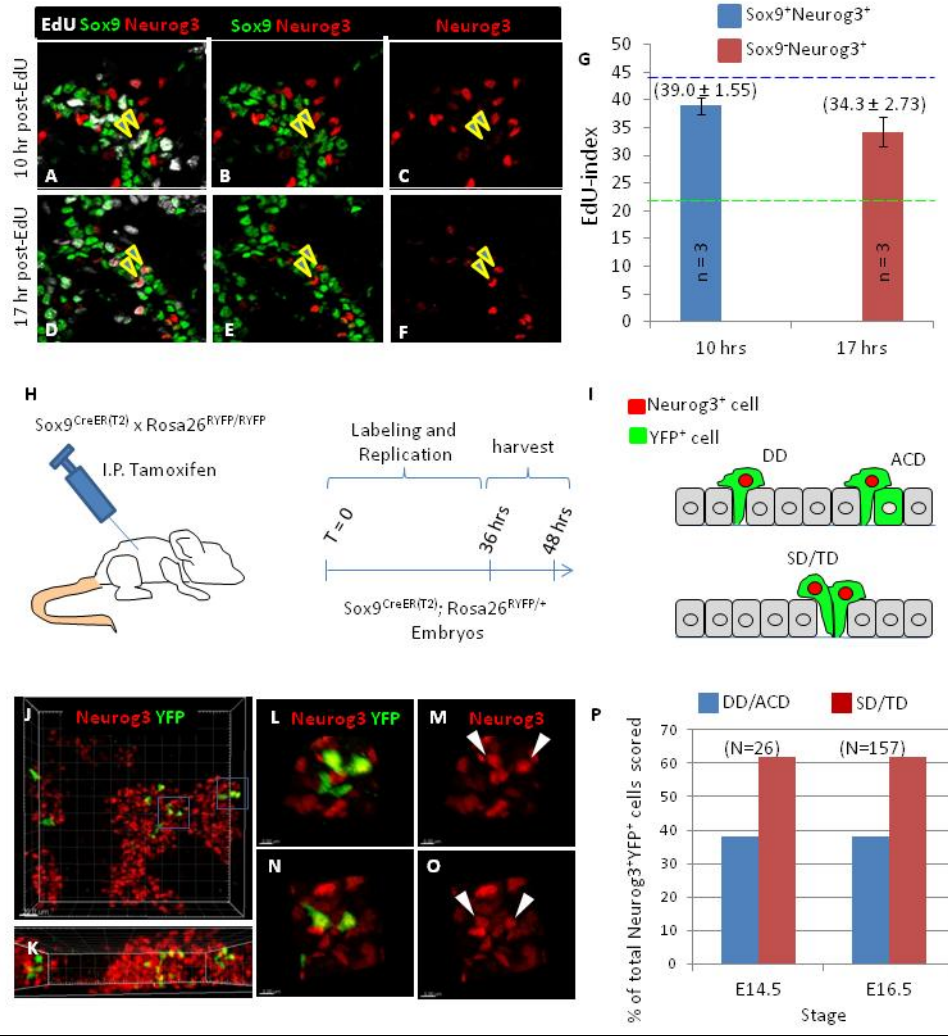 EdU Sox9 Neurog3
Sox9 Neurog3
Neurog3
10 hr post-EdU
A
B
C
17 hr post-EdU
D
E
F
Sox9⁺Neurog3⁺
Sox9⁻Neurog3⁺
G
50
45
40
35
30
25
20
15
10
5
0
EdU-index
(39.0 ± 1.55)
(34.3 ± 2.73)
n = 3
n = 3
10 hrs
17 hrs
H
Sox9CreER(T2) x Rosa26RYFP/RYFP
I.P. Tamoxifen
Labeling and
Replication
harvest
T = 0
36 hrs
48 hrs
Sox9CreER(T2); Rosa26RYFP/+
Embryos
I
Neurog3⁺ cell
YFP⁺ cell
DD
ACD
SD/TD
J
Neurog3 YFP
K
L
Neurog3 YFP
M
Neurog3
N
O
P
DD/ACD
SD/TD
(N=26)
(N=157)
70
60
50
40
30
20
10
0
% of total Neurog3⁺YFP⁺ cells scored
E14.5
E16.5
Stage